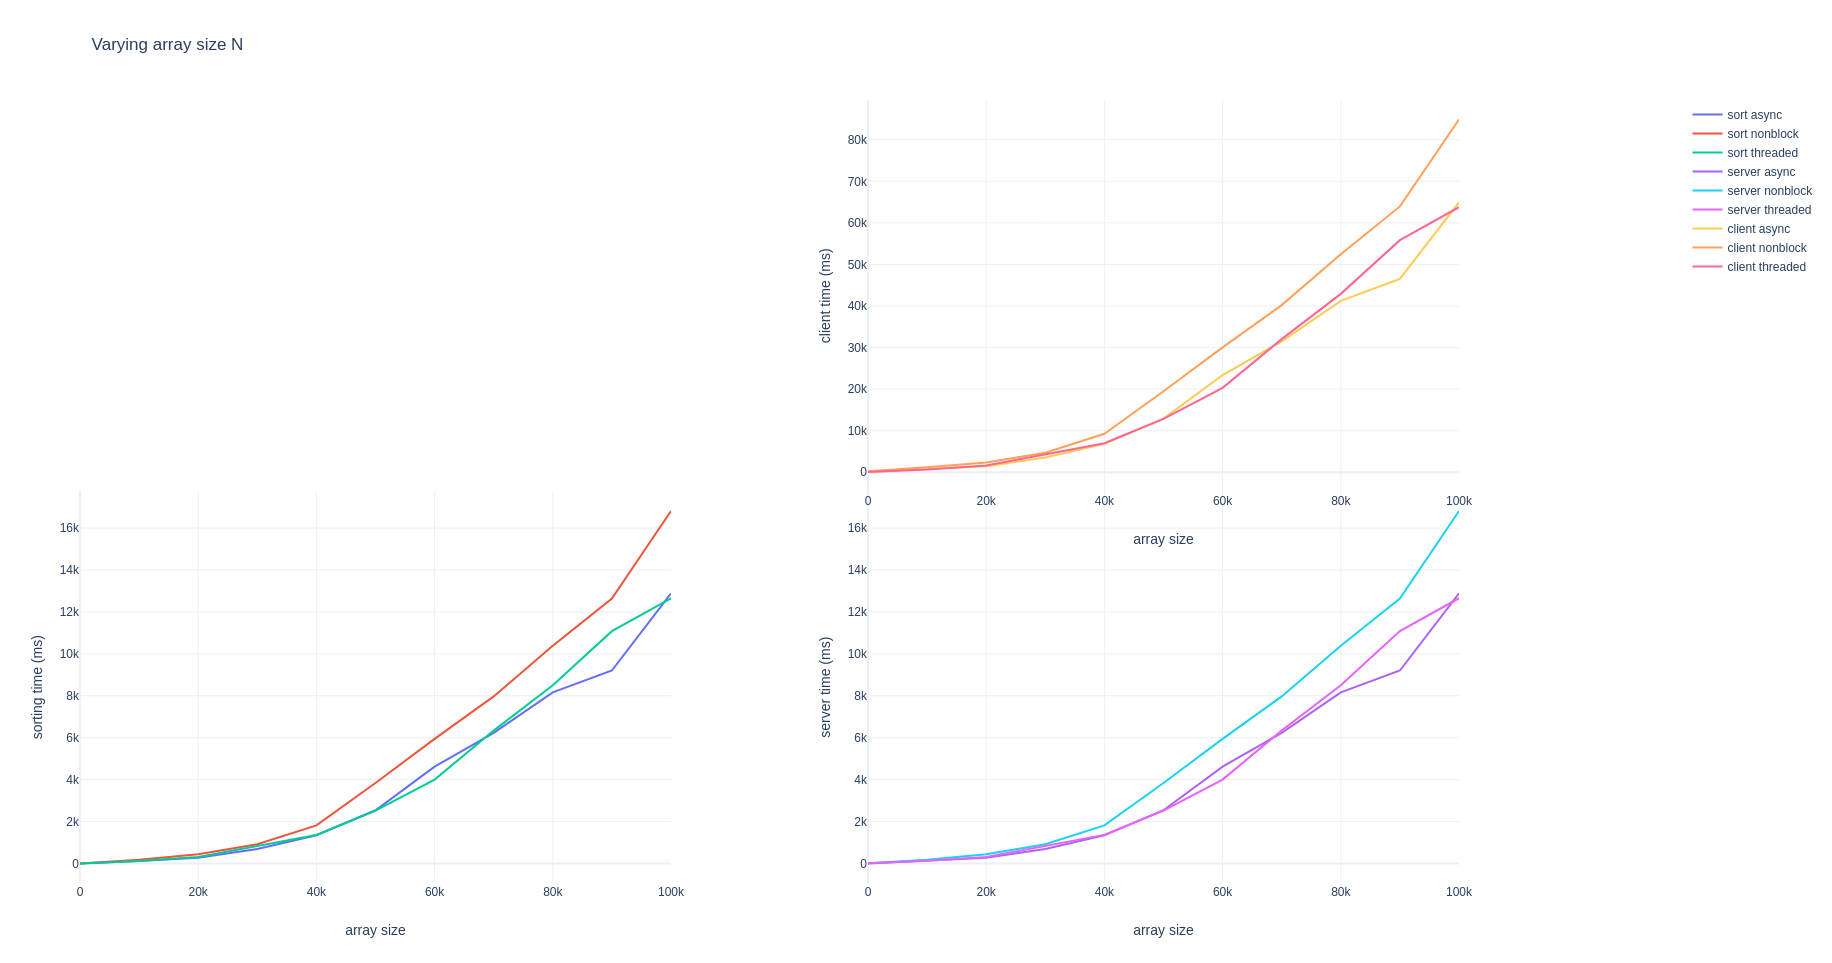 Varying array size N
80k
70k
60k
50k
40k
30k
20k
10k
0
client time (ms)
0 20k 40k 60k 80k 100k
array size
sort async
sort nonblock
sort threaded
server async
server nonblock
server threaded
client async
client nonblock
client threaded
16k
14k
12k
10k
8k
6k
4k
2k
0
sorting time (ms)
0 20k 40k 60k 80k 100k
array size
16k
14k
12k
10k
8k
6k
4k
2k
0
server time (ms)
0 20k 40k 60k 80k 100k
array size